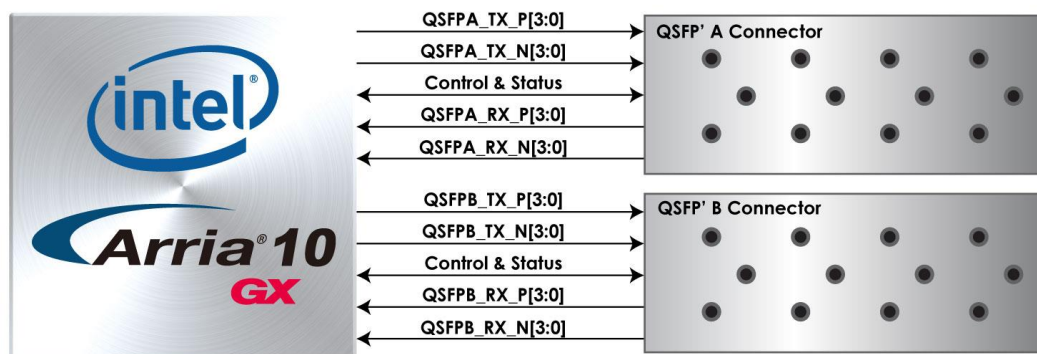 QSFPA_TX_P[3:0]
QSFPA_TX_N[3:0]
Control & Status
QSFPA_RX_P[3:0]
QSFPA_RX_N[3:0]
QSFP' A Connector
intel®
Arria® 10
GX
QSFPB_TX_P[3:0]
QSFPB_TX_N[3:0]
Control & Status
QSFPB_RX_P[3:0]
QSFPB_RX_N[3:0]
QSFP' B Connector